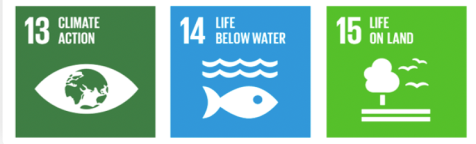 13 CLIMATE
ACTION
14 LIFE
BELOW WATER
15 LIFE
ON LAND